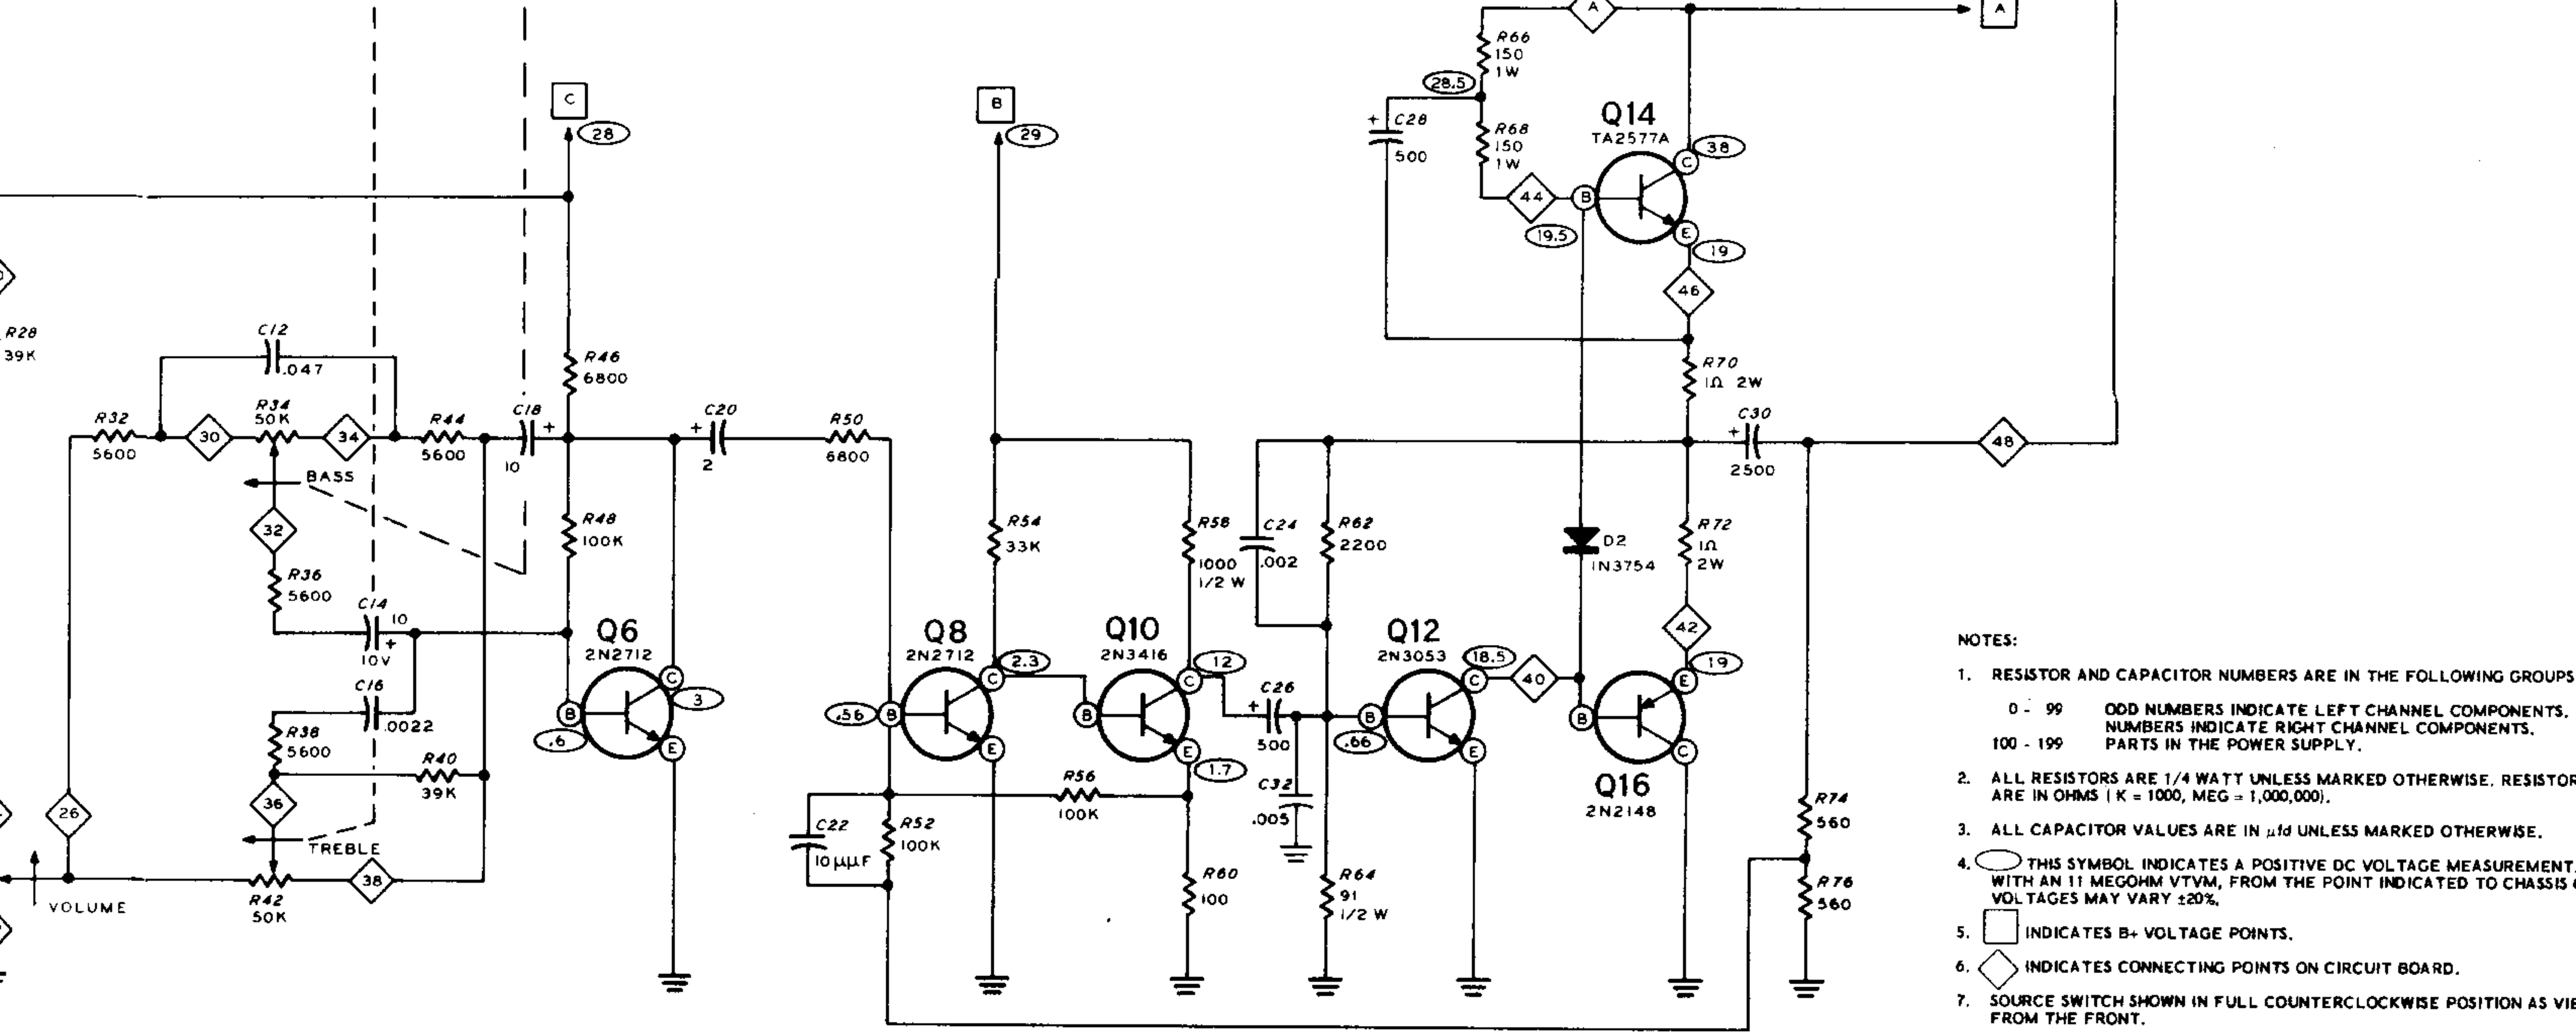 A
A
R66
150
1W
28.5
C28
+
500
R68
150
1W
Q14
TA2577A
C
38
44
B
19.5
E
19
46
C
28
B
29
R28
39K
C12
.047
R46
6800
R70
1Ω 2W
R32
5600
30
R34
50K
34
R44
5600
C18
+
10
C20
+
2
R50
6800
C30
+
2500
48
BASS
32
R48
100K
R54
33K
R58
1000
1/2 W
C24
.002
R62
2200
D2
1N3754
R72
1Ω
2W
R36
5600
C14
10
+
10V
C16
.0022
Q6
2N2712
C
3
B
.6
E
Q8
2N2712
C
2.3
.56
B
E
Q10
2N3416
C
12
B
E
1.7
C26
+
500
Q12
2N3053
C
18.5
40
B
.66
E
42
E
19
B
C
Q16
2N2148
R38
5600
R40
39K
36
26
TREBLE
38
R42
50K
VOLUME
C22
10 μμF
R52
100K
R56
100K
R60
100
C32
.005
R64
91
1/2 W
R74
560
R76
560
NOTES:
1. RESISTOR AND CAPACITOR NUMBERS ARE IN THE FOLLOWING GROUPS
0 - 99 ODD NUMBERS INDICATE LEFT CHANNEL COMPONENTS.
NUMBERS INDICATE RIGHT CHANNEL COMPONENTS.
100 - 199 PARTS IN THE POWER SUPPLY.
2. ALL RESISTORS ARE 1/4 WATT UNLESS MARKED OTHERWISE. RESISTOR
ARE IN OHMS ( K = 1000, MEG = 1,000,000).
3. ALL CAPACITOR VALUES ARE IN μfd UNLESS MARKED OTHERWISE.
4. THIS SYMBOL INDICATES A POSITIVE DC VOLTAGE MEASUREMENT,
WITH AN 11 MEGOHM VTVM, FROM THE POINT INDICATED TO CHASSIS
VOLTAGES MAY VARY ±20%.
5. INDICATES B+ VOLTAGE POINTS.
6. INDICATES CONNECTING POINTS ON CIRCUIT BOARD.
7. SOURCE SWITCH SHOWN IN FULL COUNTERCLOCKWISE POSITION AS VIE
FROM THE FRONT.